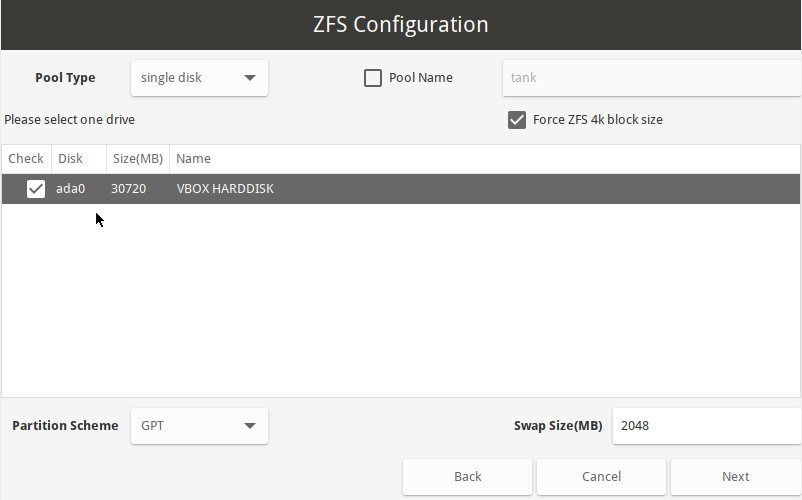 ZFS Configuration
Pool Type single disk Pool Name tank
Please select one drive Force ZFS 4k block size
Check Disk Size(MB) Name
ada0 30720 VBOX HARDDISK
Partition Scheme GPT Swap Size(MB) 2048
Back Cancel Next